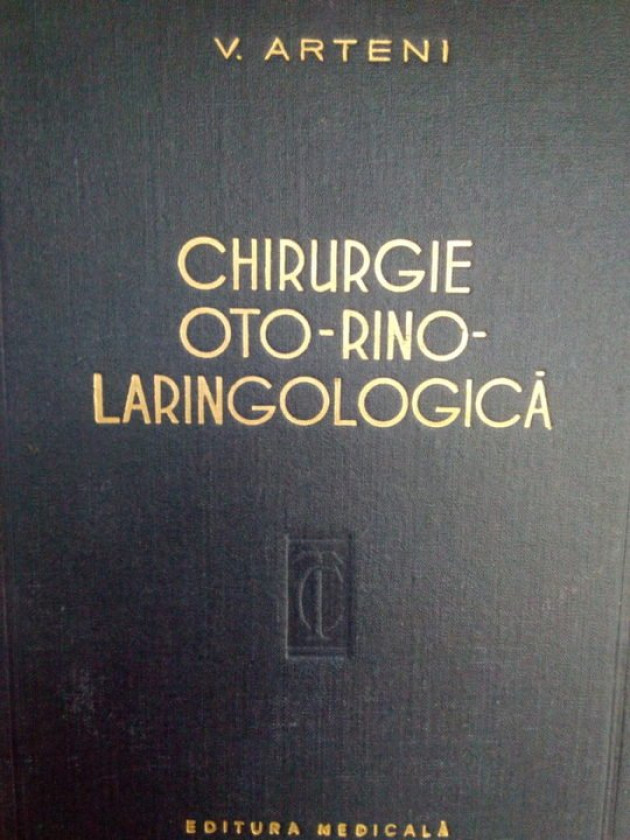 V. ARTENI
CHIRURGIE
OTO-RINO-
LARINGOLOGICĂ
EDITURA MEDICALĂ